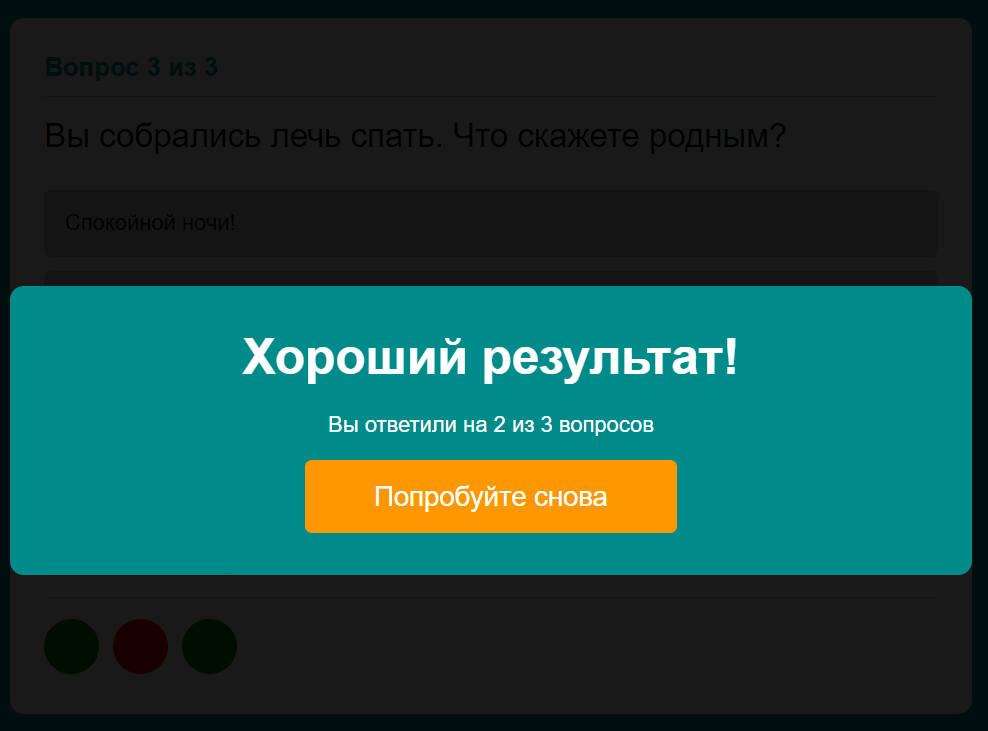 Вопрос 3 из 3
Вы собрались лечь спать. Что скажете родным?
Спокойной ночи!
Хороший результат!
Вы ответили на 2 из 3 вопросов
Попробуйте снова